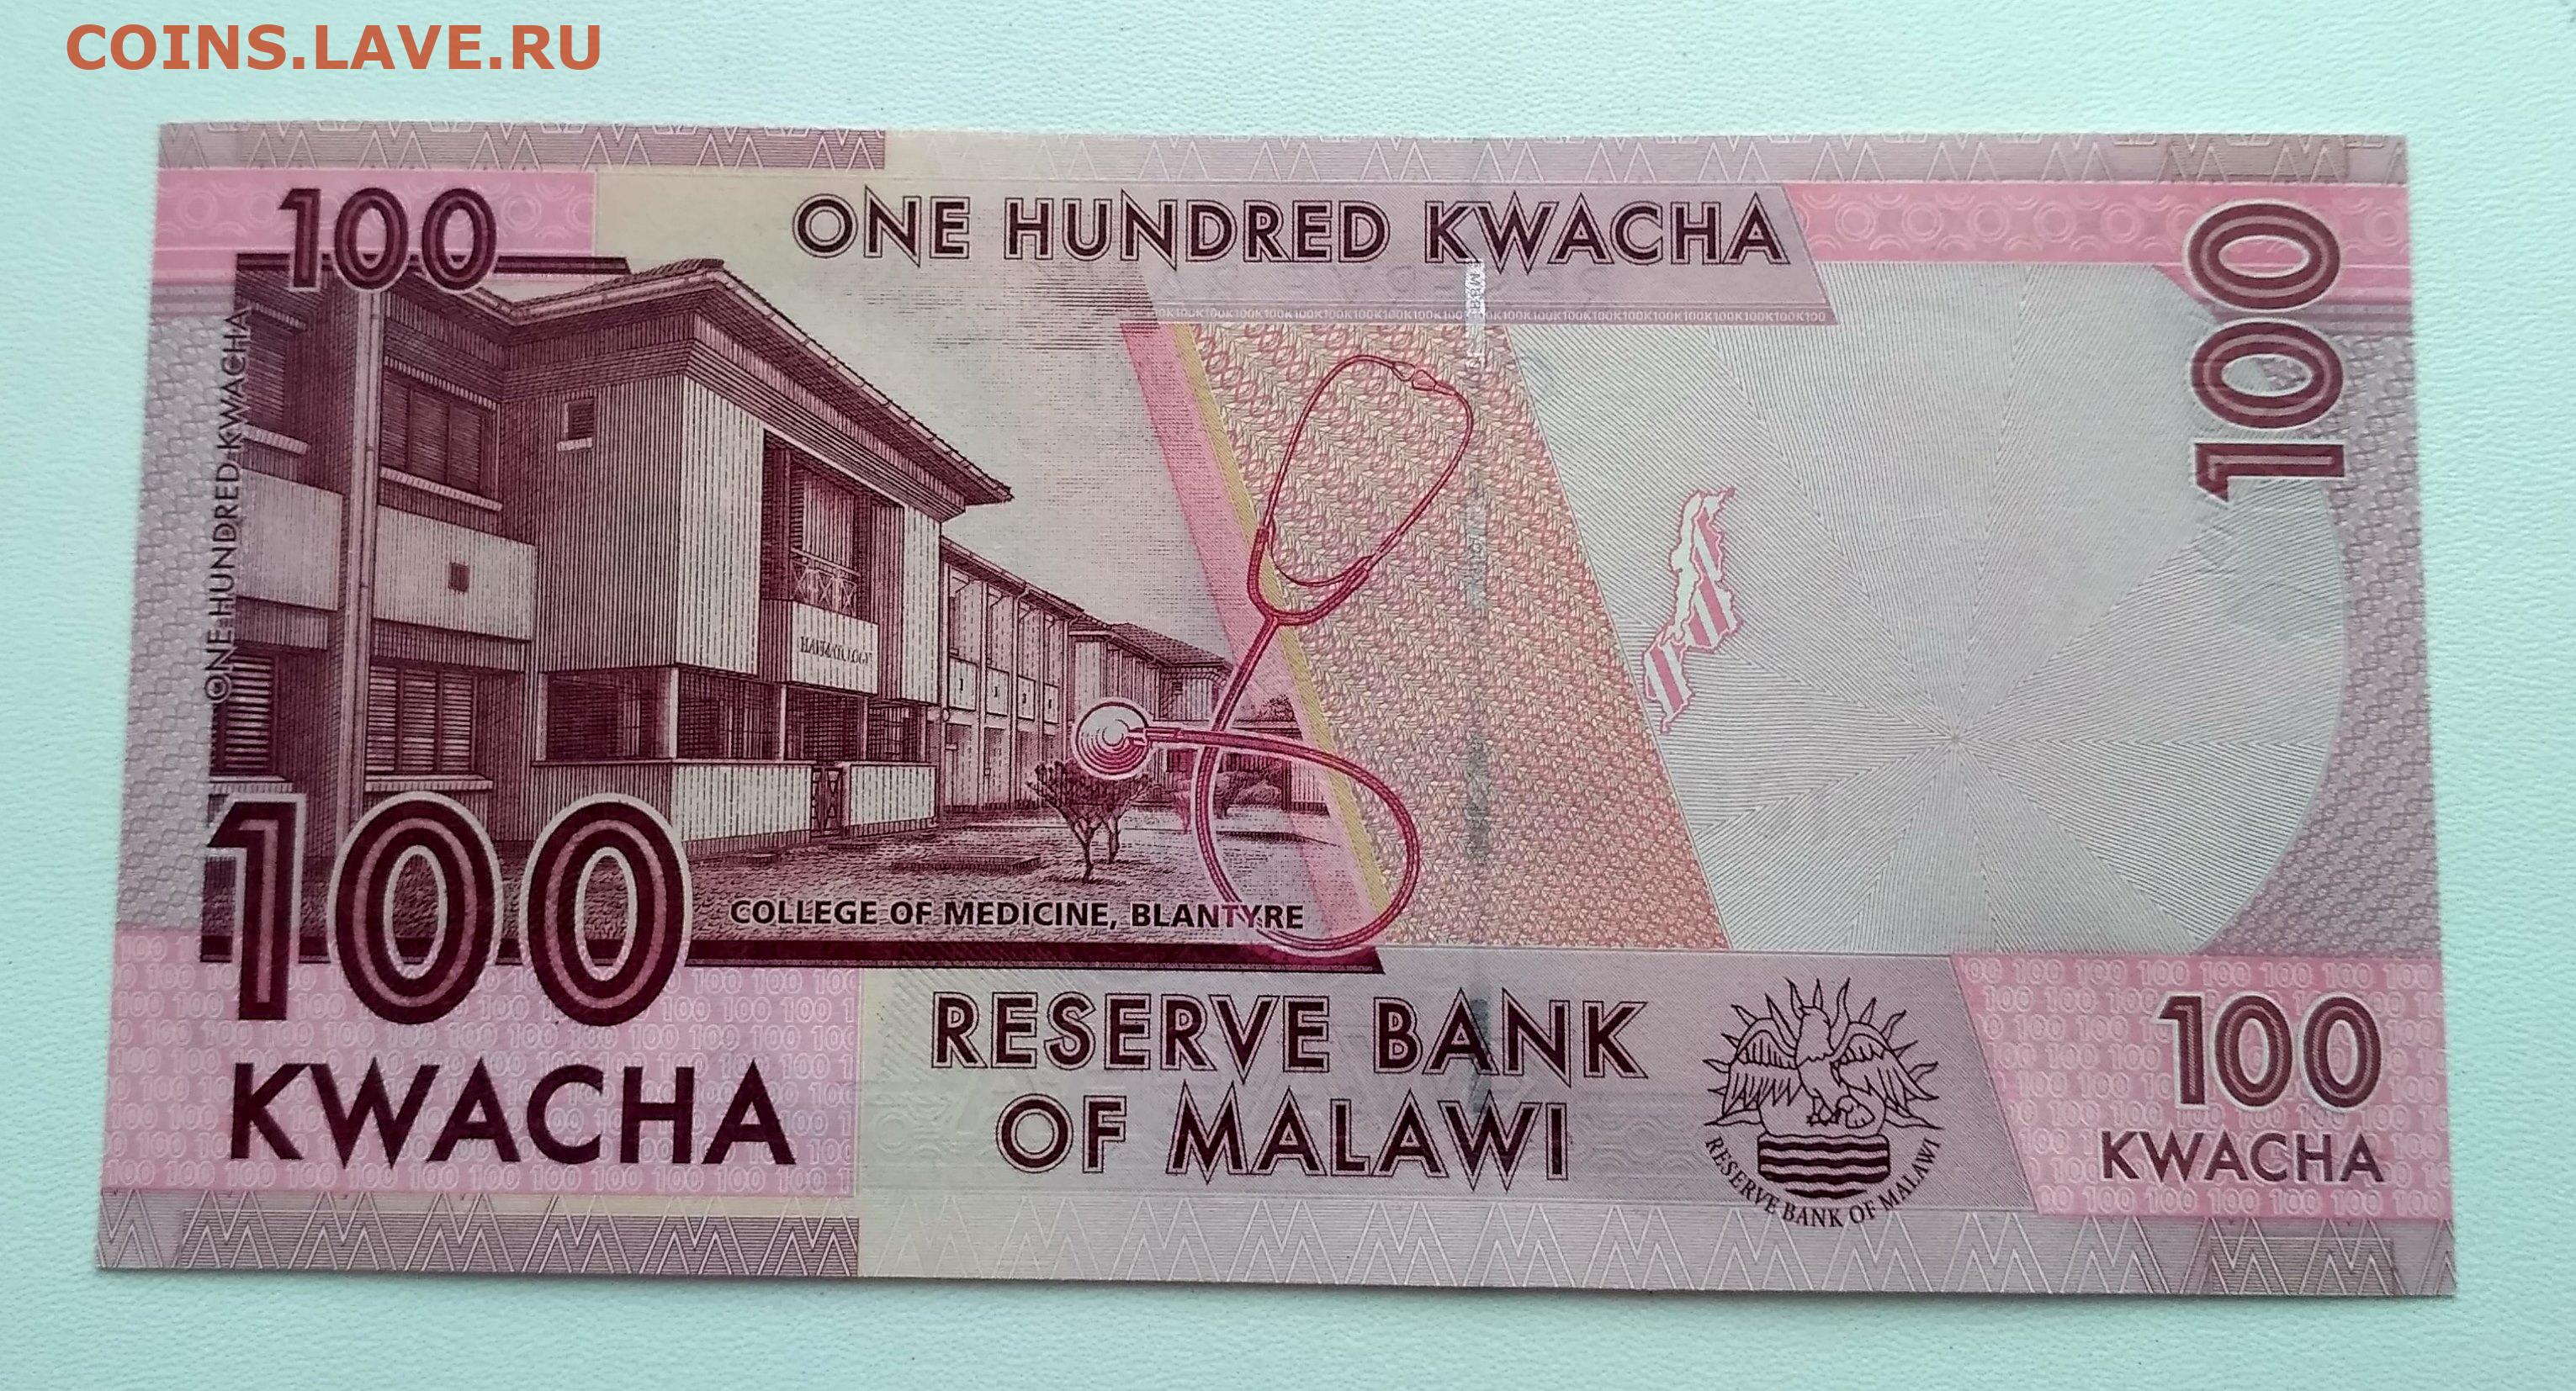 COINS.LAVE.RU
100
ONE HUNDRED KWACHA
100
ONE HUNDRED KWACHA
COLLEGE OF MEDICINE, BLANTYRE
100
KWACHA
RESERVE BANK
OF MALAWI
RESERVE BANK OF MALAWI
100
KWACHA